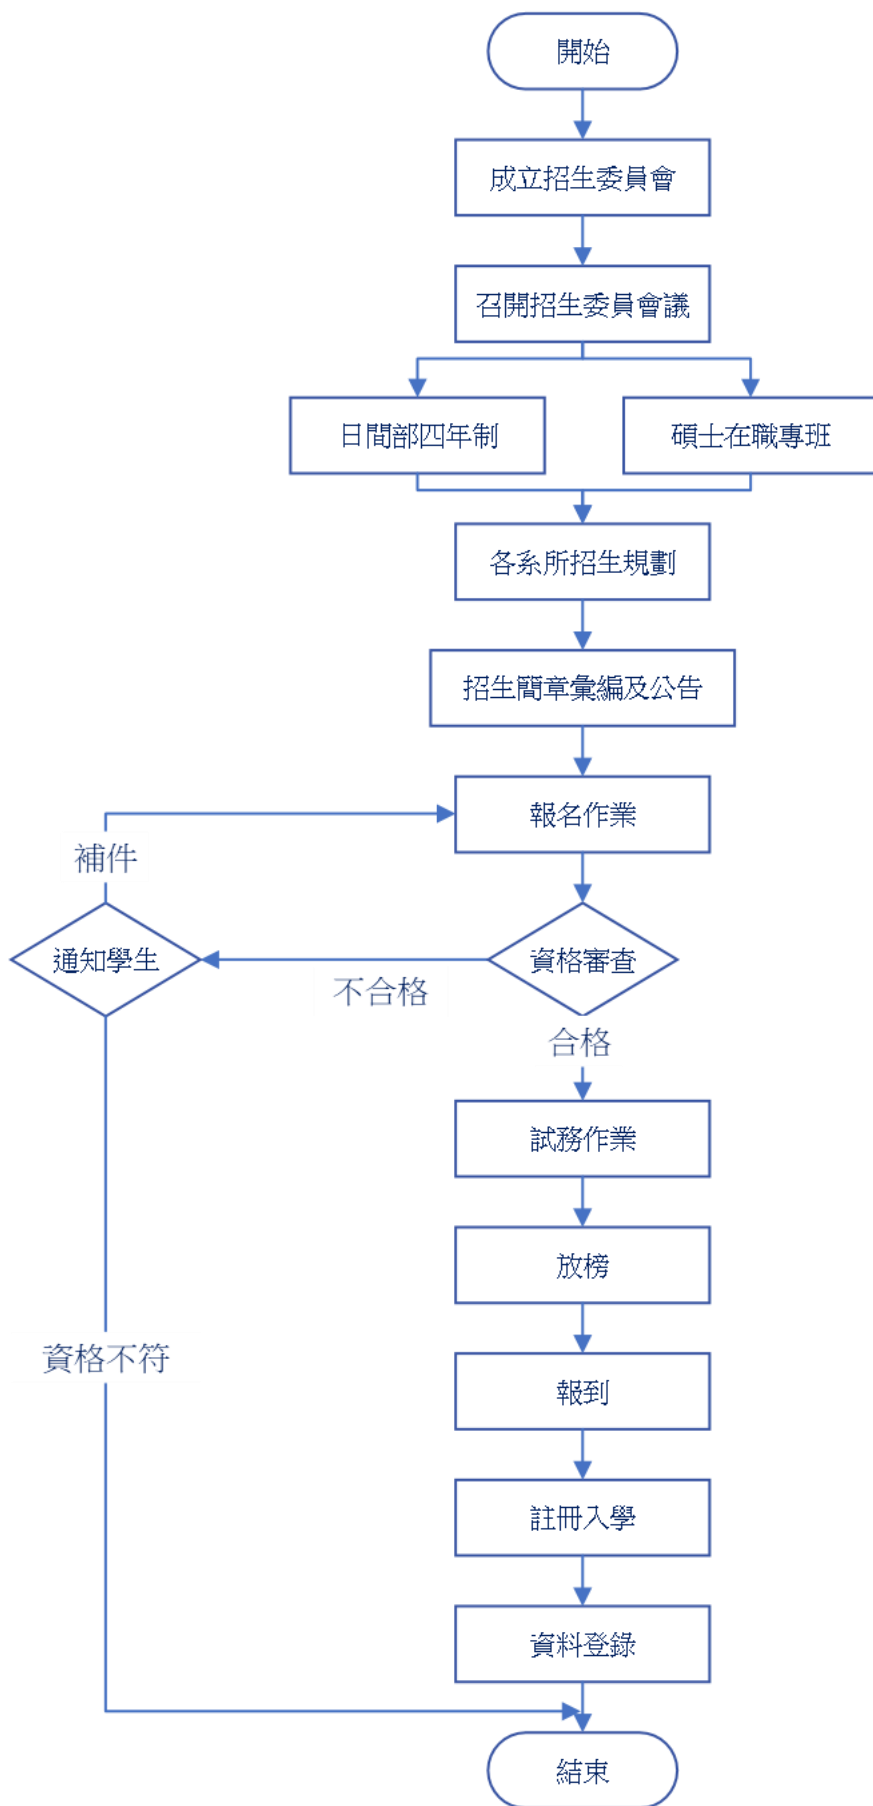 開始
成立招生委員會
召開招生委員會議
日間部四年制
碩士在職專班
各系所招生規劃
招生簡章彙編及公告
報名作業
補件
通知學生
資格審查
不合格
合格
試務作業
放榜
資格不符
報到
註冊入學
資料登錄
結束